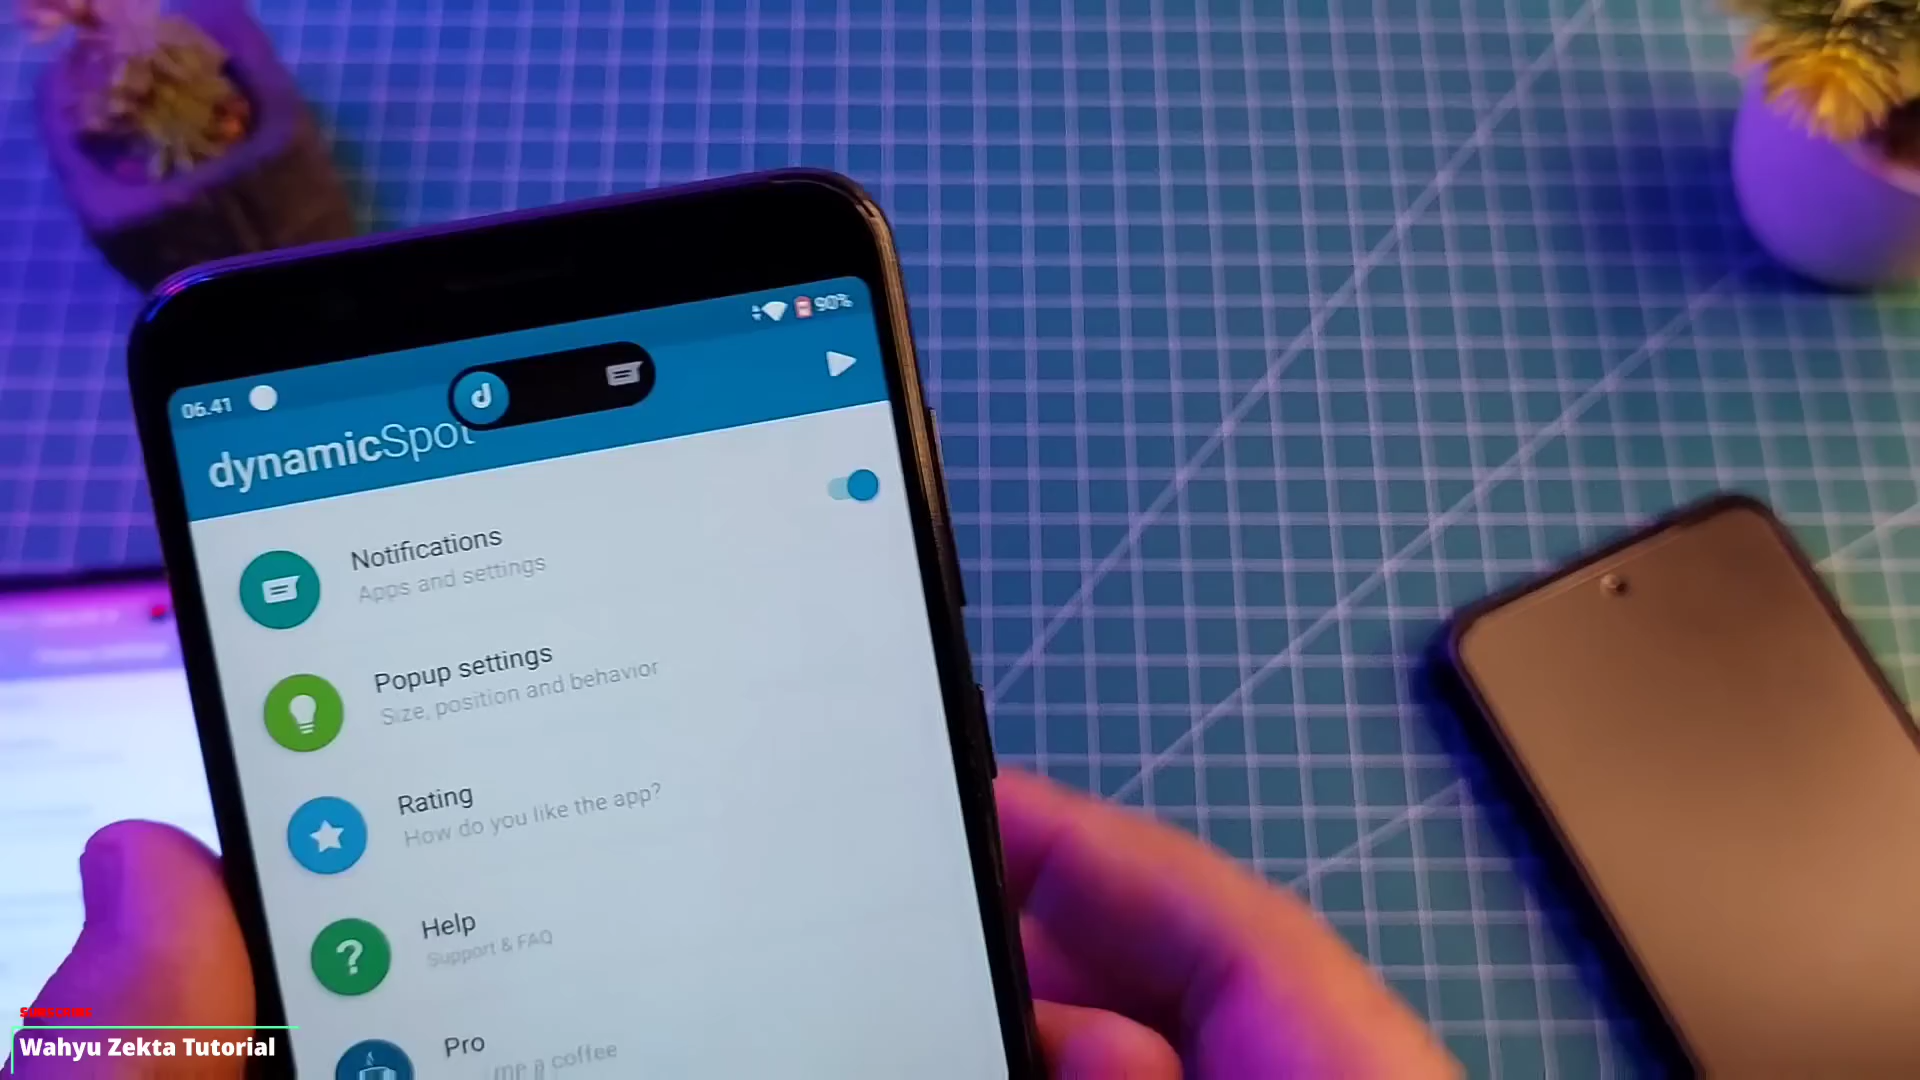 90%
06.41
d
dynamicSpot
Notifications
Apps and settings
Popup settings
Size, position and behavior
Rating
How do you like the app?
Help
Support & FAQ
Pro
me a coffee
SUBSCRIBE
Wahyu Zekta Tutorial